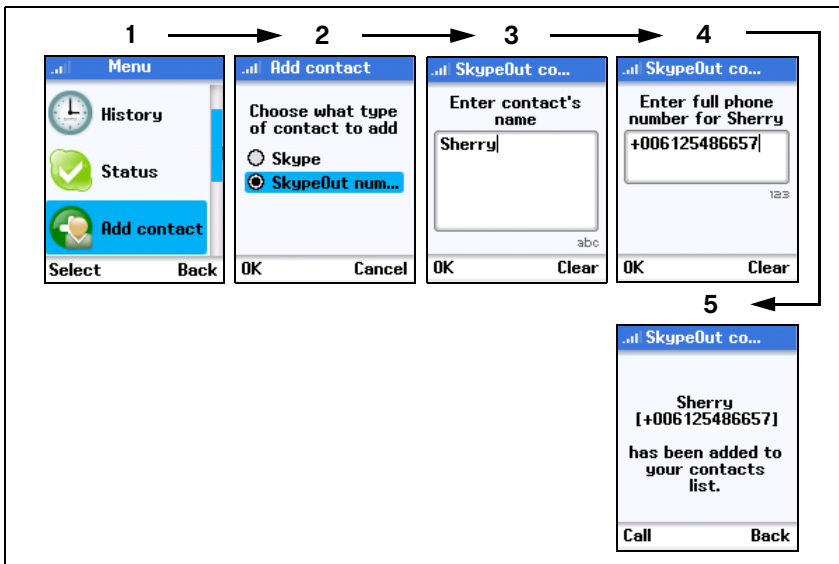 1
2
3
4
Menu
History
Status
Add contact
Select Back
Add contact
Choose what type
of contact to add
Skype
SkypeOut num...
OK Cancel
SkypeOut co...
Enter contact's
name
Sherry
abc
OK Clear
SkypeOut co...
Enter full phone
number for Sherry
+006125486657
123
OK Clear
5
SkypeOut co...
Sherry
[+006125486657]
has been added to
your contacts
list.
Call Back